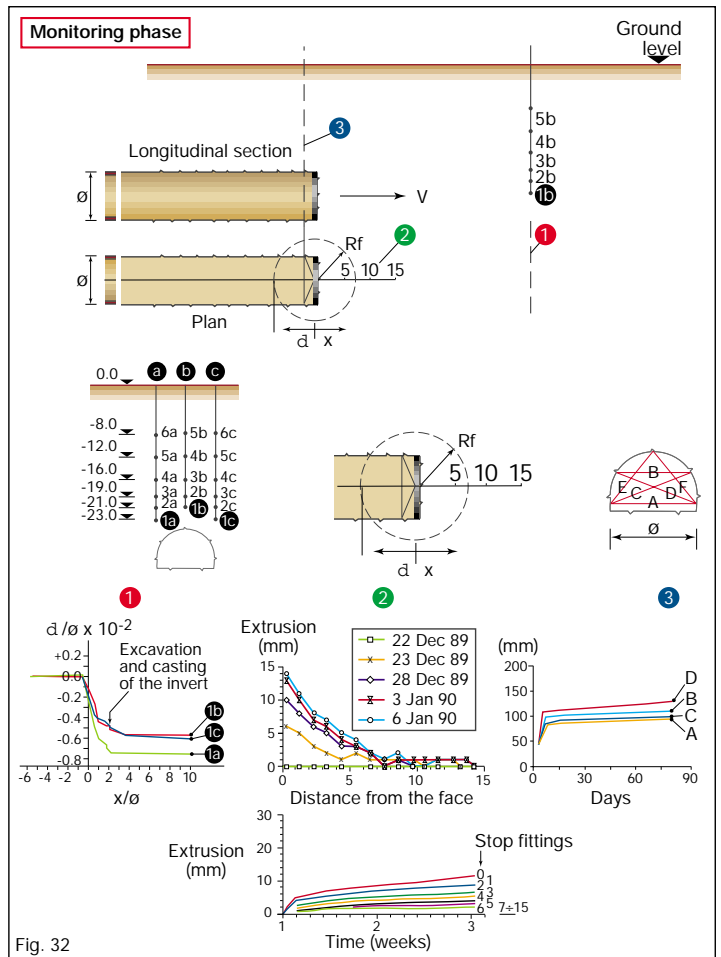 Monitoring phase
Ground level
5b
4b
3b
2b
1b
3
Longitudinal section
ø
V
2
1
Rf
5 10 15
ø
Plan
d x
0.0
a b c
-8.0
-12.0
-16.0
-19.0
-21.0
-23.0
6a 5b 6c
5a 4b 5c
4a 3b 4c
3a 2b 3c
2a 1b 2c
1a 1c
Rf
5 10 15
d x
B
E C D F
A
ø
1
2
3
d/ø x 10-2
+0.2
0.0
-0.2
-0.4
-0.6
-0.8
Excavation
and casting
of the invert
1b
1c
1a
-6 -4 -2 0 2 4 6 8 10
x/ø
Extrusion
(mm)
15
10
5
0
22 Dec 89
23 Dec 89
28 Dec 89
3 Jan 90
6 Jan 90
0 5 10 15
Distance from the face
(mm)
200
150
100
50
D
B
C
A
0 30 60 90
Days
30
20
10
0
Extrusion
(mm)
Stop fittings
0
1
2
3
4
5
6
7÷15
1 2 3
Time (weeks)
Fig. 32